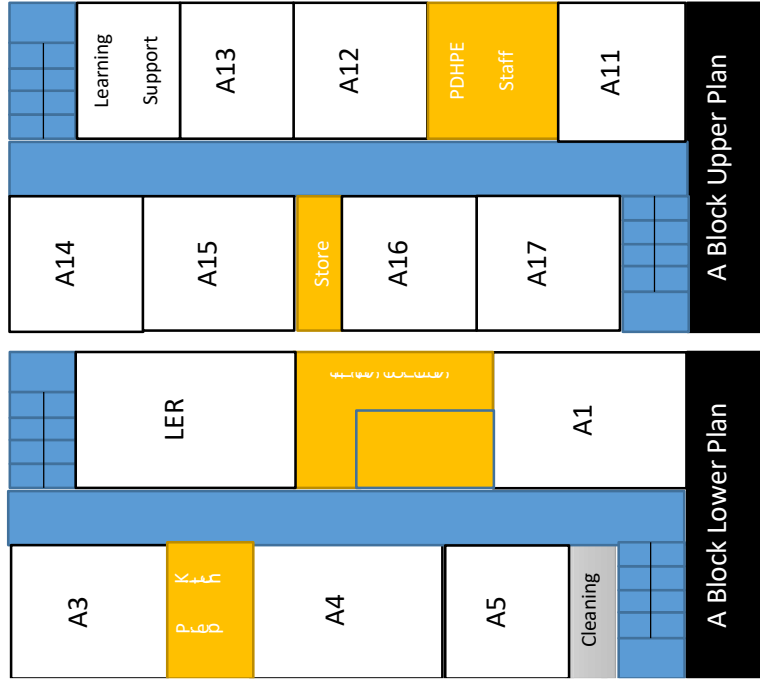 A3
Prep
A4
A5
Cleaning
LER
A1
A Block Lower Plan
A14
A15
Store
A16
A17
Learning
Support
A13
A12
PDHPE
Staff
A11
A Block Upper Plan